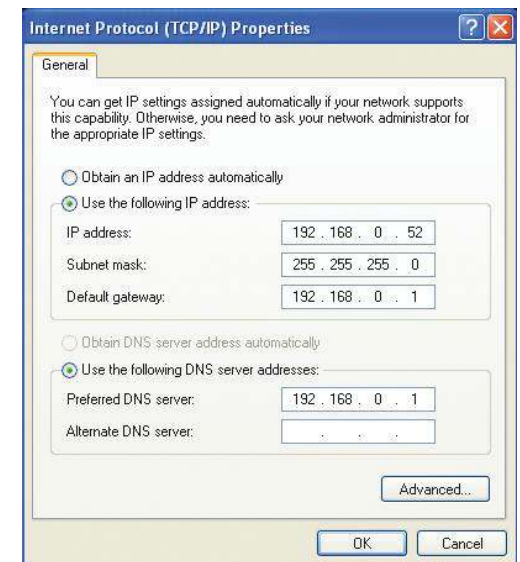 Internet Protocol (TCP/IP) Properties
General
You can get IP settings assigned automatically if your network supports
this capability. Otherwise, you need to ask your network administrator for
the appropriate IP settings.
Obtain an IP address automatically
Use the following IP address:
IP address: 192 . 168 . 0 . 52
Subnet mask: 255 . 255 . 255 . 0
Default gateway: 192 . 168 . 0 . 1
Obtain DNS server address automatically
Use the following DNS server addresses:
Preferred DNS server: 192 . 168 . 0 . 1
Alternate DNS server: . . .
Advanced...
OK Cancel